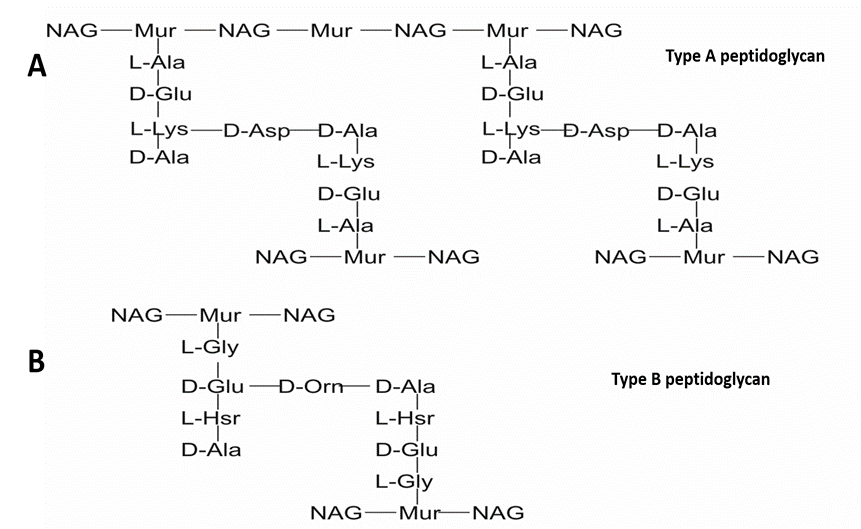 NAG—Mur—NAG—Mur—NAG—Mur—NAG
A
Type A peptidoglycan
L-Ala L-Ala
D-Glu D-Glu
L-Lys—D-Asp—D-Ala L-Lys—D-Asp—D-Ala
D-Ala L-Lys D-Ala L-Lys
D-Glu D-Glu
L-Ala L-Ala
NAG—Mur—NAG NAG—Mur—NAG
NAG—Mur—NAG
L-Gly
B
Type B peptidoglycan
D-Glu—D-Orn—D-Ala
L-Hsr L-Hsr
D-Ala D-Glu
L-Gly
NAG—Mur—NAG